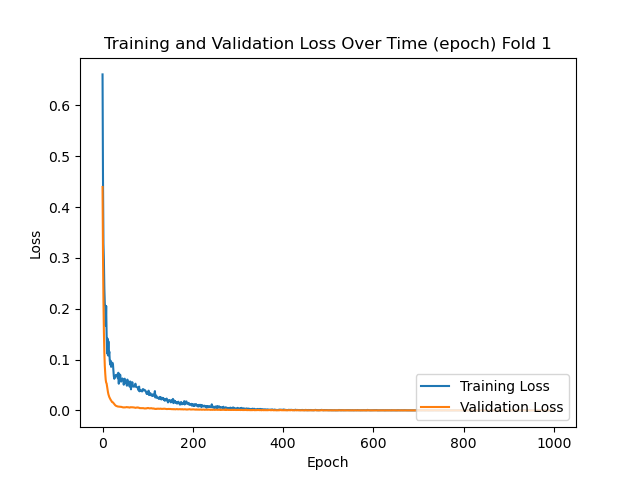 Training and Validation Loss Over Time (epoch) Fold 1
0.6
0.5
0.4
0.3
0.2
0.1
0.0
Loss
Training Loss
Validation Loss
0 200 400 600 800 1000
Epoch